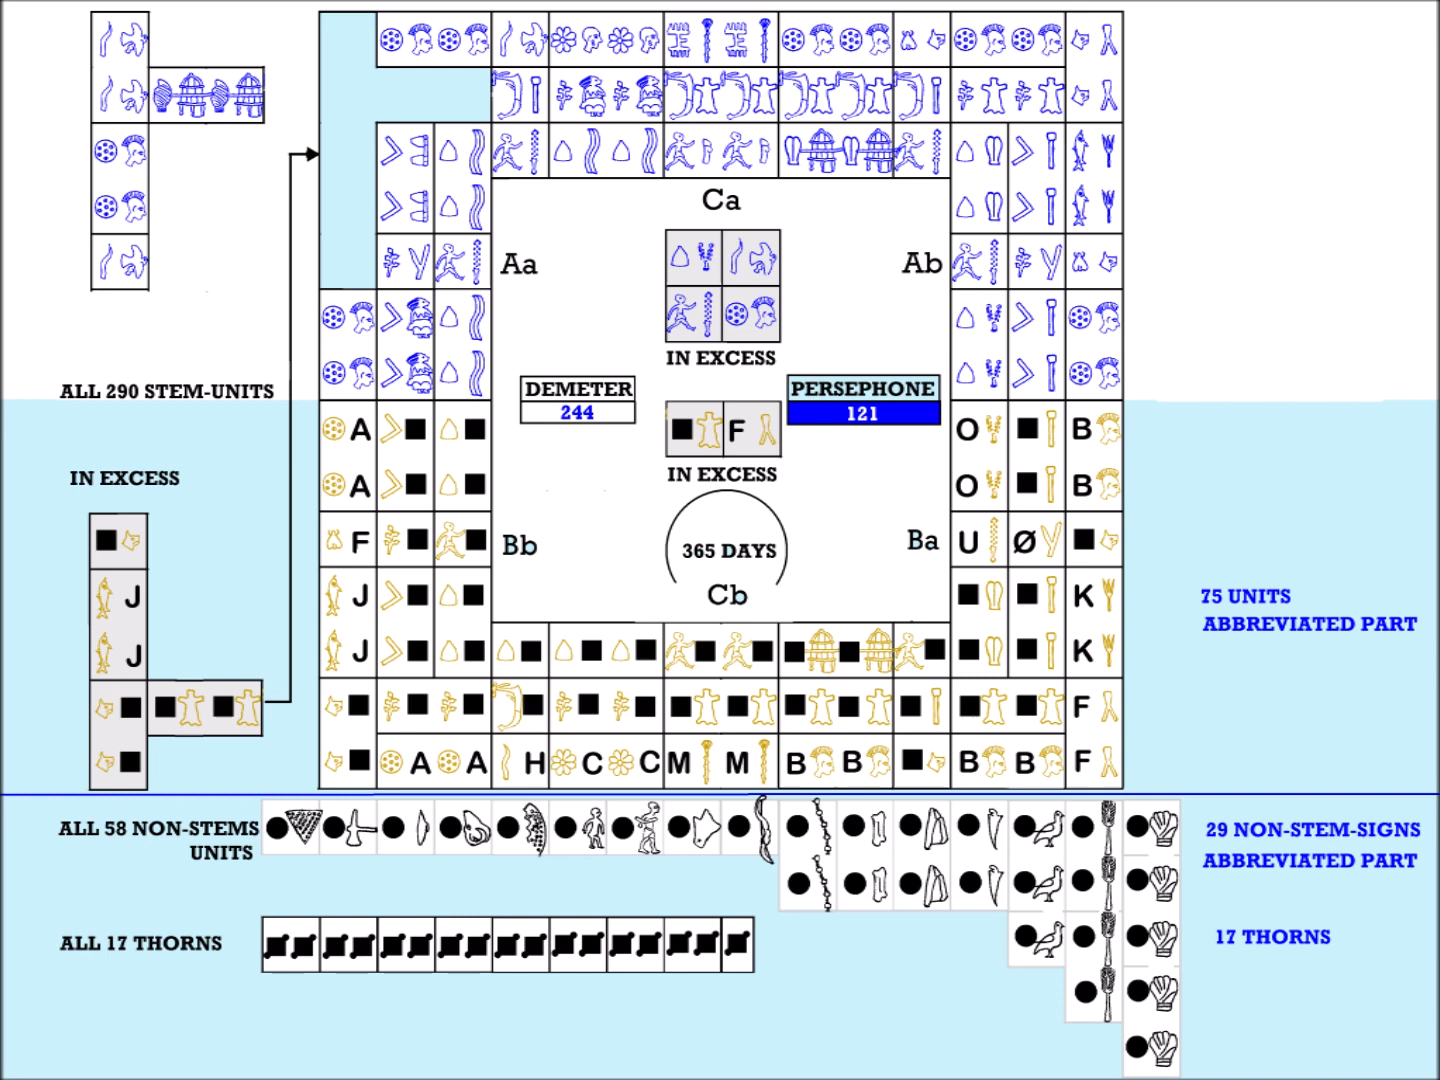 Ca
Aa
Ab
IN EXCESS
ALL 290 STEM-UNITS
DEMETER
244
PERSEPHONE
121
A
O
B
F
IN EXCESS
IN EXCESS
A
O
B
365 DAYS
Bb
Ba
F
U
Ø
Cb
J
J
K
75 UNITS
ABBREVIATED PART
J
J
K
F
A A H C C M M B B B B F
ALL 58 NON-STEMS
UNITS
29 NON-STEM-SIGNS
ABBREVIATED PART
ALL 17 THORNS
17 THORNS